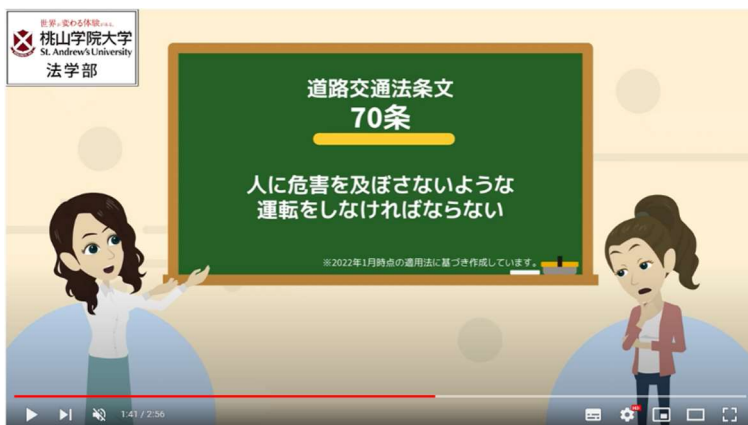 世界が変わる体験がある。
桃山学院大学
St. Andrew's University
法学部
道路交通法条文
70条
人に危害を及ぼさないような
運転をしなければならない
※2022年1月時点の適用法に基づき作成しています。
1:41 / 2:56